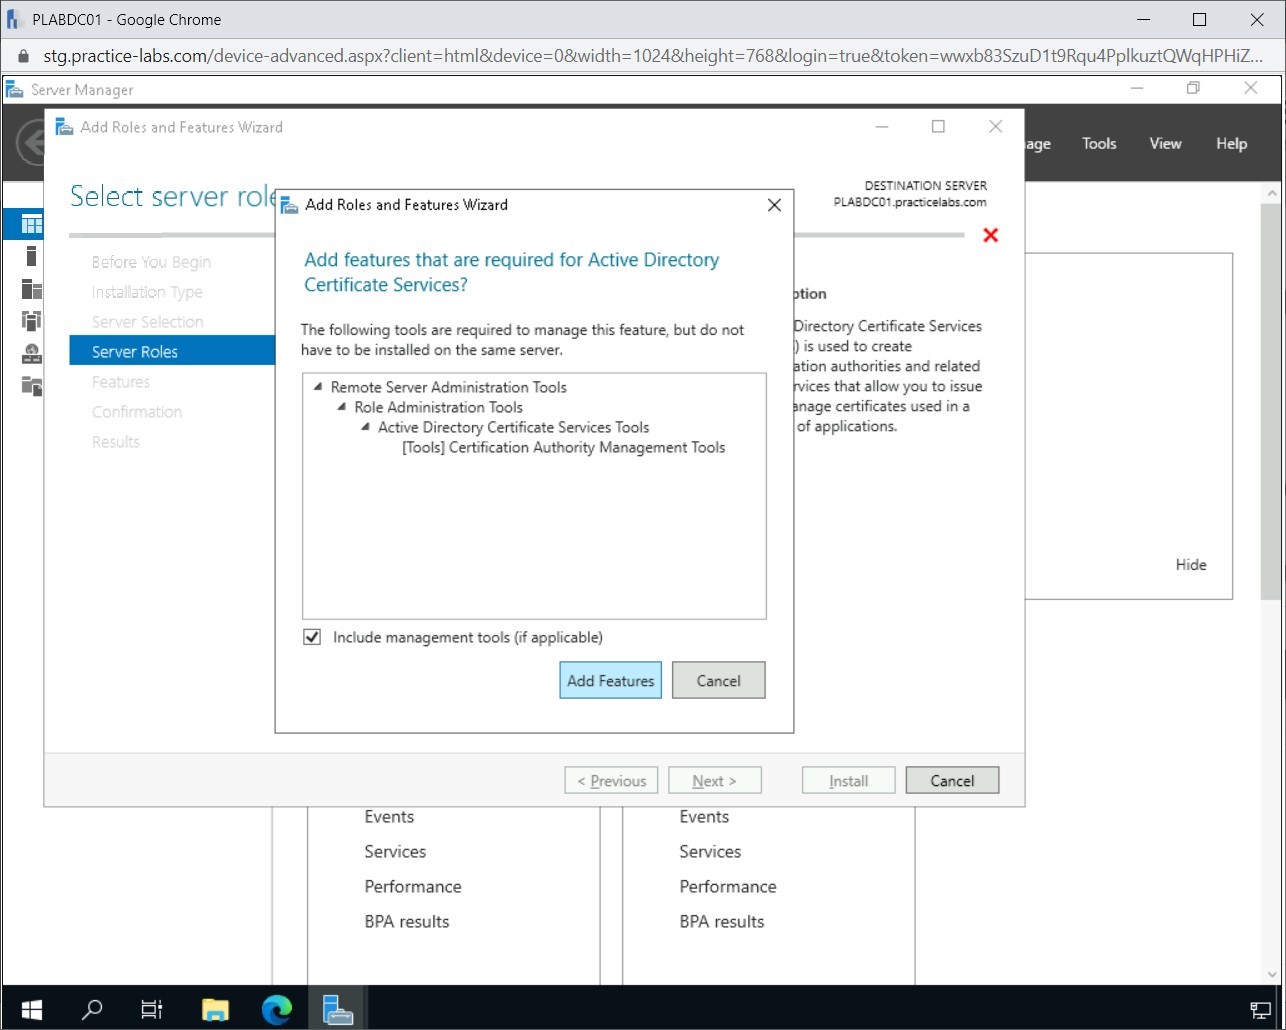 PLABDC01 - Google Chrome
stg.practice-labs.com/device-advanced.aspx?client=html&device=0&width=1024&height=768&login=true&token=wwxb83SzuD1t9Rqu4PplkuztQWqHPHiZ...
Server Manager
Add Roles and Features Wizard
age Tools View Help
Select server role
DESTINATION SERVER
PLABDC01.practicelabs.com
Before You Begin
Installation Type
Server Selection
Server Roles
Features
Confirmation
Results
Add Roles and Features Wizard
Add features that are required for Active Directory
Certificate Services?
The following tools are required to manage this feature, but do not
have to be installed on the same server.
Remote Server Administration Tools
Role Administration Tools
Active Directory Certificate Services Tools
[Tools] Certification Authority Management Tools
Include management tools (if applicable)
Add Features Cancel
ption
Directory Certificate Services
) is used to create
ation authorities and related
rvices that allow you to issue
anage certificates used in a
of applications.
Hide
< Previous Next > Install Cancel
Events
Services
Performance
BPA results
Events
Services
Performance
BPA results